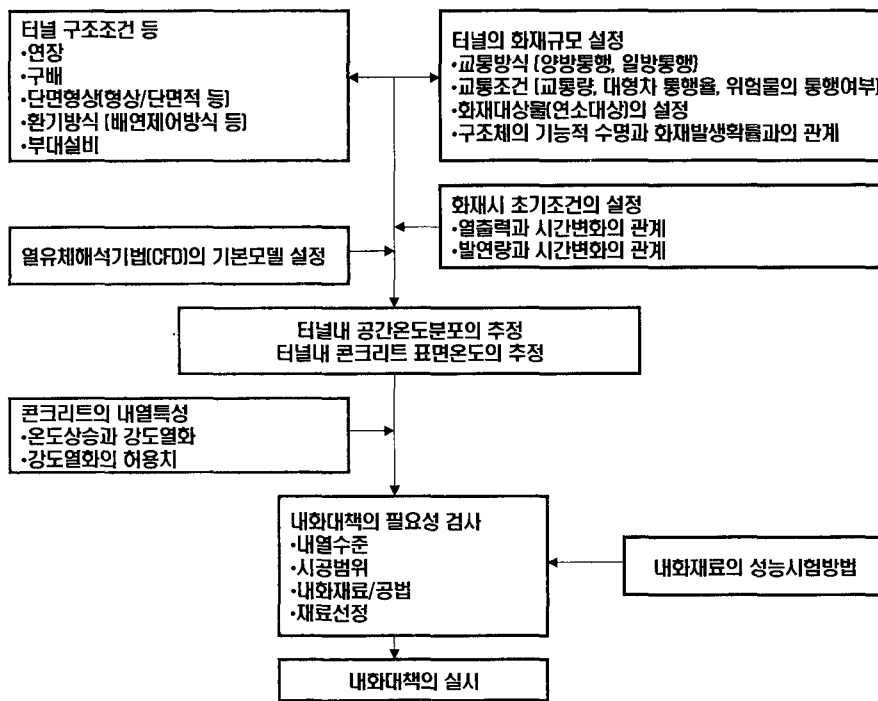 터널 구조조건 등
•연장
•구배
•단면형상(형상/단면적 등)
•환기방식 (배연제어방식 등)
•부대설비
터널의 화재규모 설정
•교통방식 (양방통행, 일방통행)
•교통조건 (교통량, 대형차 통행율, 위험물의 통행여부)
•화재대상물(연소대상)의 설정
•구조체의 기능적 수명과 화재발생확률과의 관계
화재시 초기조건의 설정
•열출력과 시간변화의 관계
•발연량과 시간변화의 관계
열유체해석기법(CFD)의 기본모델 설정
터널내 공간온도분포의 추정
터널내 콘크리트 표면온도의 추정
콘크리트의 내열특성
•온도상승과 강도열화
•강도열화의 허용치
내화대책의 필요성 검사
•내열수준
•시공범위
•내화재료/공법
•재료선정
내화재료의 성능시험방법
내화대책의 실시